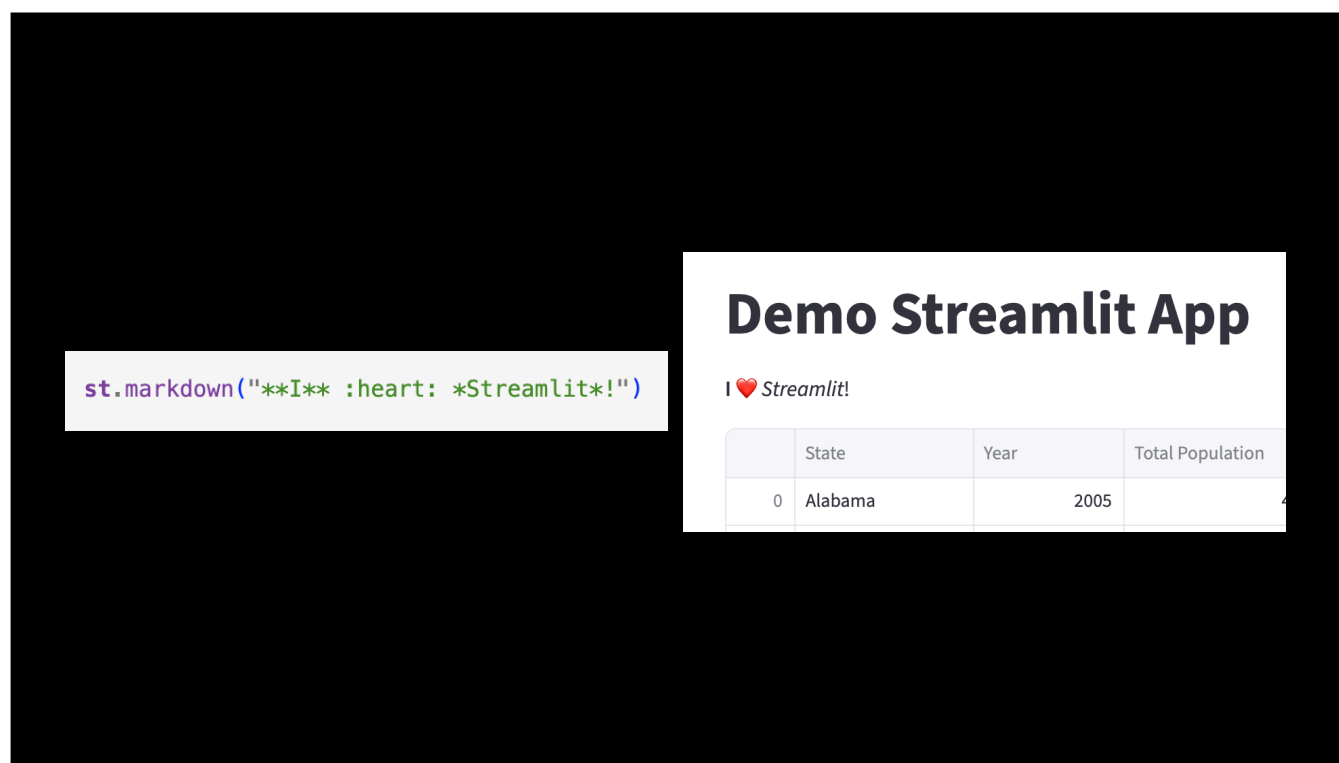 st.markdown("**I** :heart: *Streamlit*!")
Demo Streamlit App
I ❤️ Streamlit!
State Year Total Population
0 Alabama 2005